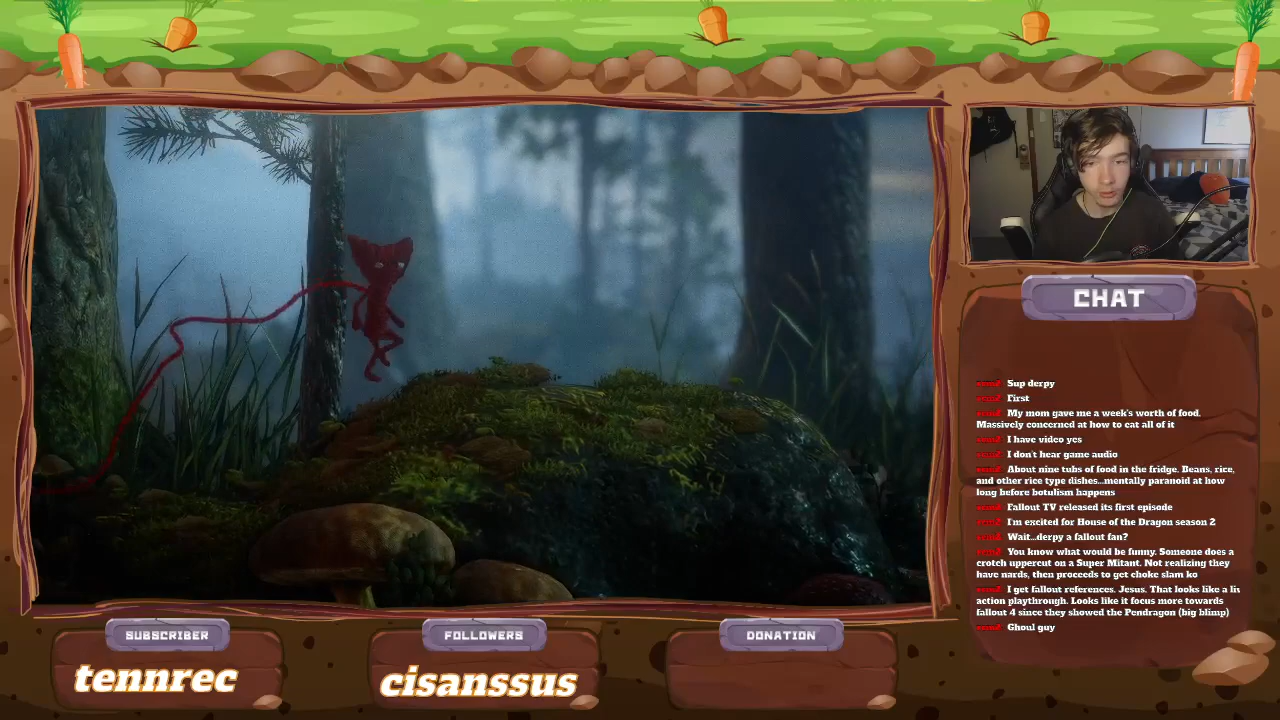 CHAT
Sup derpy
First
My mom gave me a week's worth of food.
Massively concerned at how to eat all of it
I have video yes
I don't hear game audio
About nine tubs of food in the fridge. Beans, rice,
and other rice type dishes...mentally paranoid at how
long before botulism happens
Fallout TV released its first episode
I'm excited for House of the Dragon season 2
Wait...derpy a fallout fan?
You know what would be funny. Someone does a
crotch uppercut on a Super Mitant. Not realizing they
have nards, then proceeds to get choke slam ko
I get fallout references. Jesus. That looks like a li
action playthrough. Looks like it focus more towards
fallout 4 since they showed the Pendragon (big blimp)
Ghoul guy
SUBSCRIBER
FOLLOWERS
DONATION
tennrec
cisanssus